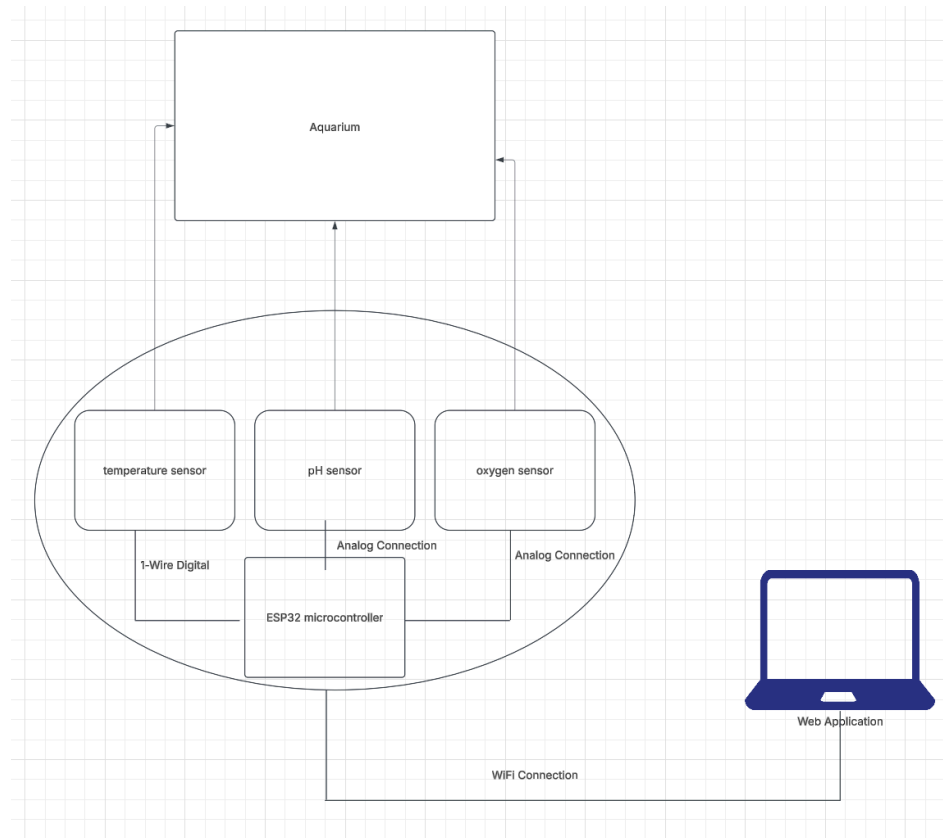 Aquarium
temperature sensor
pH sensor
oxygen sensor
Analog Connection
Analog Connection
1-Wire Digital
ESP32 microcontroller
Web Application
WiFi Connection